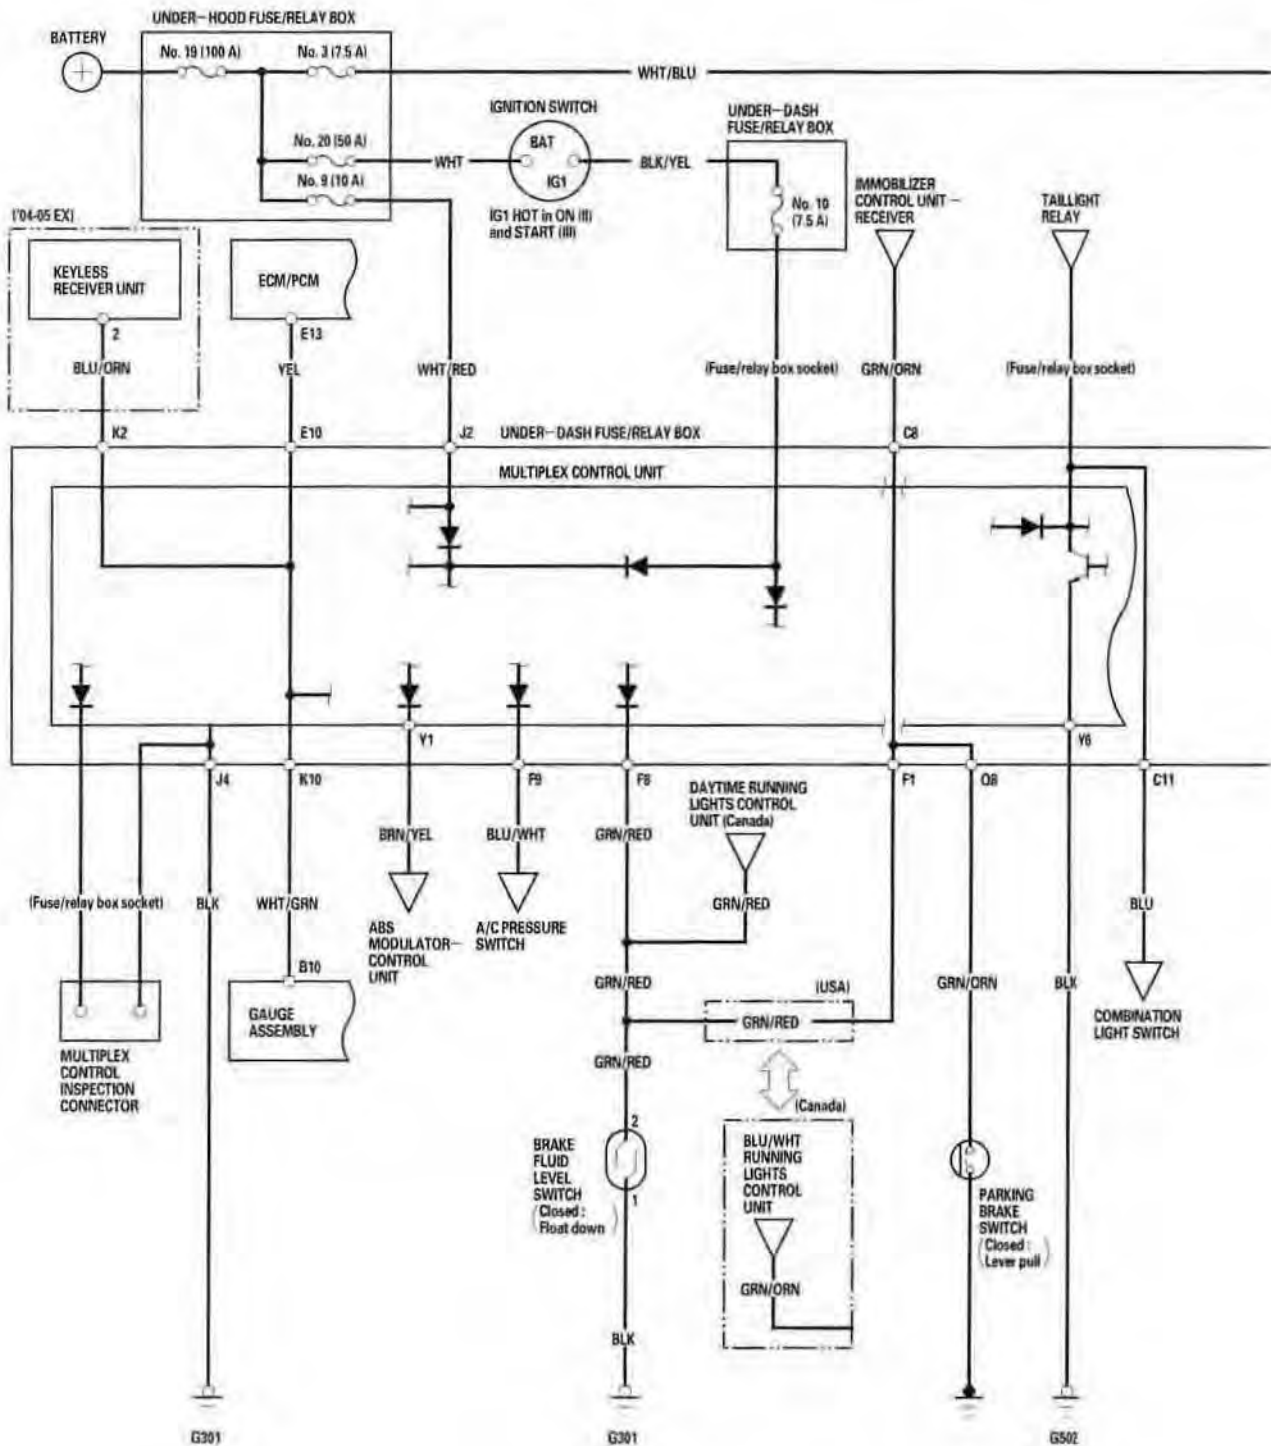 UNDER-HOOD FUSE/RELAY BOX
BATTERY
No. 19 (100 A)
No. 3 (7.5 A)
WHT/BLU
IGNITION SWITCH
UNDER-DASH
FUSE/RELAY BOX
No. 20 (50 A)
BAT
WHT
BLK/YEL
No. 9 (10 A)
IG1
IMMOBILIZER
CONTROL UNIT-
RECEIVER
TAILLIGHT
RELAY
No. 10
(7.5 A)
IG1 HOT in ON (II)
and START (III)
('04-05 EX)
KEYLESS
RECEIVER UNIT
ECM/PCM
2
E13
BLU/ORN
YEL
WHT/RED
(Fuse/relay box socket)
GRN/ORN
(Fuse/relay box socket)
K2
E10
J2
UNDER-DASH FUSE/RELAY BOX
C8
MULTIPLEX CONTROL UNIT
Y1
Y6
J4
K10
F9
F8
F1
Q8
C11
DAYTIME RUNNING
LIGHTS CONTROL
UNIT (Canada)
BRN/YEL
BLU/WHT
GRN/RED
(Fuse/relay box socket)
BLK
WHT/GRN
GRN/RED
BLU
ABS
MODULATOR-
CONTROL
UNIT
A/C PRESSURE
SWITCH
B10
GRN/RED
(USA)
GRN/ORN
BLK
GAUGE
ASSEMBLY
GRN/RED
COMBINATION
LIGHT SWITCH
MULTIPLEX
CONTROL
INSPECTION
CONNECTOR
GRN/RED
(Canada)
2
BRAKE
FLUID
LEVEL
SWITCH
(Closed :
Float down)
1
BLU/WHT
RUNNING
LIGHTS
CONTROL
UNIT
PARKING
BRAKE
SWITCH
(Closed :
Lever pull)
GRN/ORN
BLK
G301
G301
G502